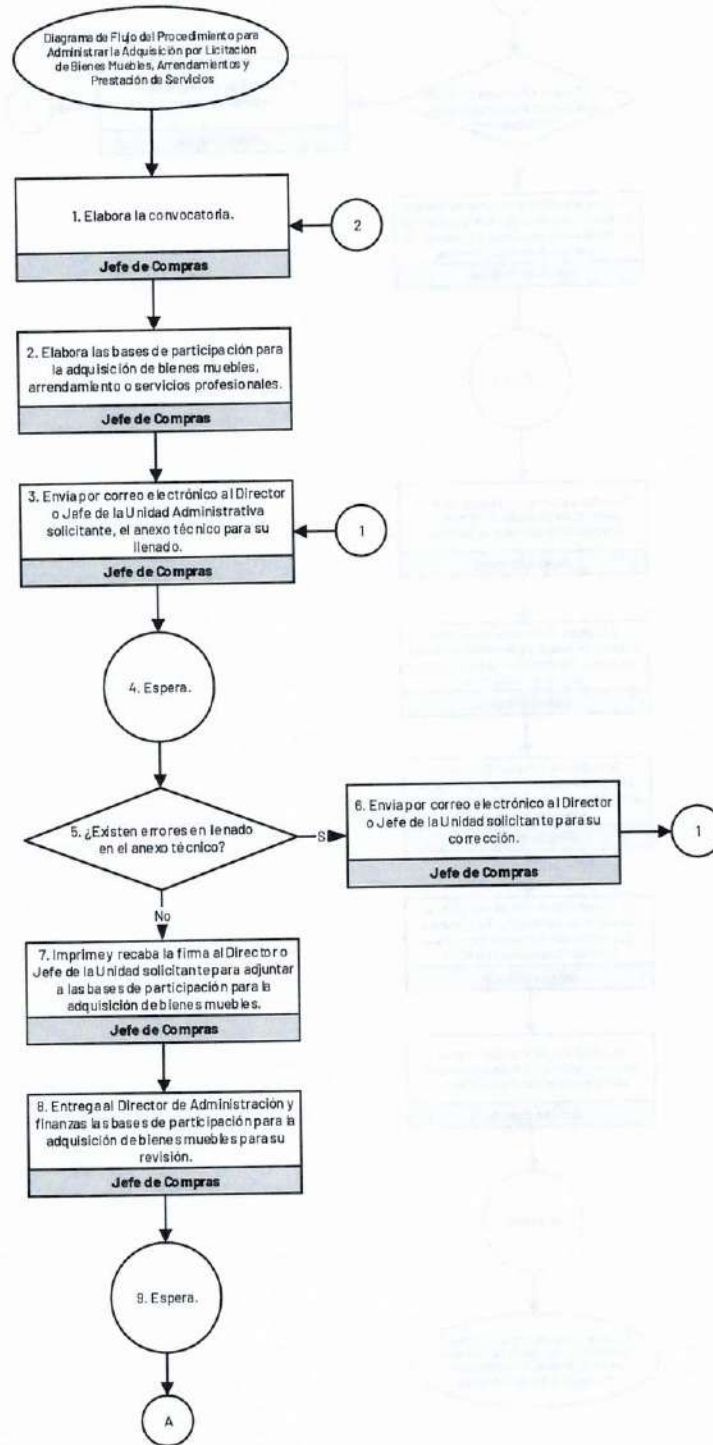 Diagrama de Flujo del Procedimiento para
Administrar la Adquisición por Licitación
de Bienes Muebles, Arrendamientos y
Prestación de Servicios
1. Elabora la convocatoria.
2
Jefe de Compras
2. Elabora las bases de participación para
la adquisición de bienes muebles,
arrendamiento o servicios profesionales.
Jefe de Compras
3. Envía por correo electrónico al Director
o Jefe de la Unidad Administrativa
solicitante, el anexo técnico para su
llenado.
1
Jefe de Compras
4. Espera.
5. ¿Existen errores en lenado
en el anexo técnico?
S
6. Envía por correo electrónico al Director
o Jefe de la Unidad solicitante para su
corrección.
Jefe de Compras
1
No
7. Imprime y recaba la firma al Director o
Jefe de la Unidad solicitante para adjuntar
a las bases de participación para la
adquisición de bienes muebles.
Jefe de Compras
8. Entrega al Director de Administración y
finanzas las bases de participación para la
adquisición de bienes muebles para su
revisión.
Jefe de Compras
9. Espera.
A